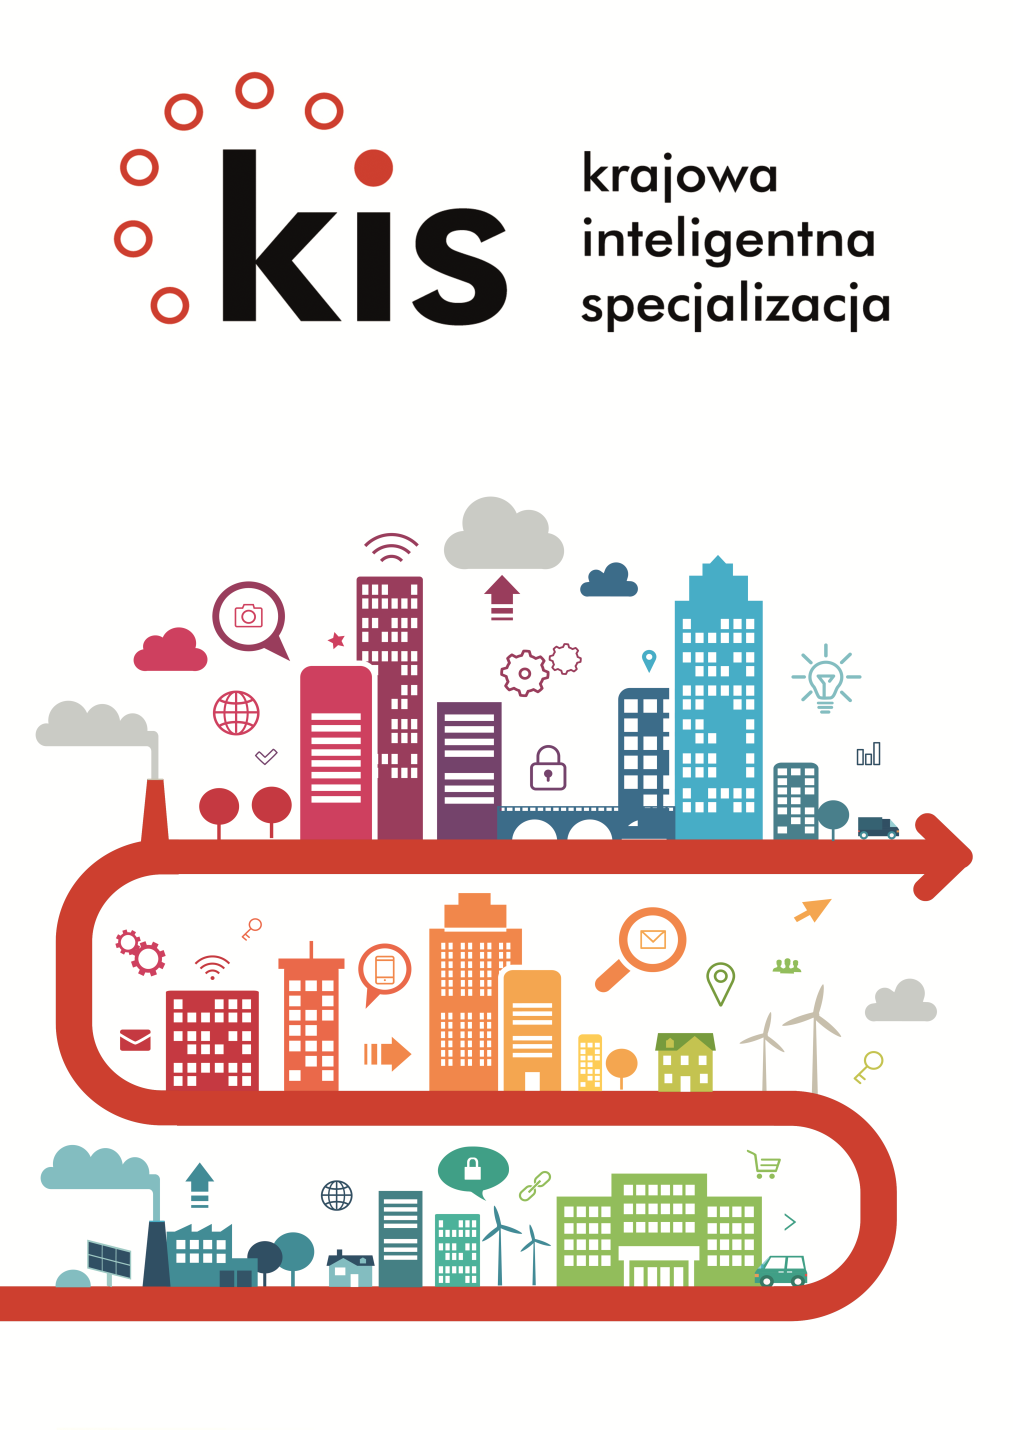 kis
krajowa
inteligentna
specjalizacja